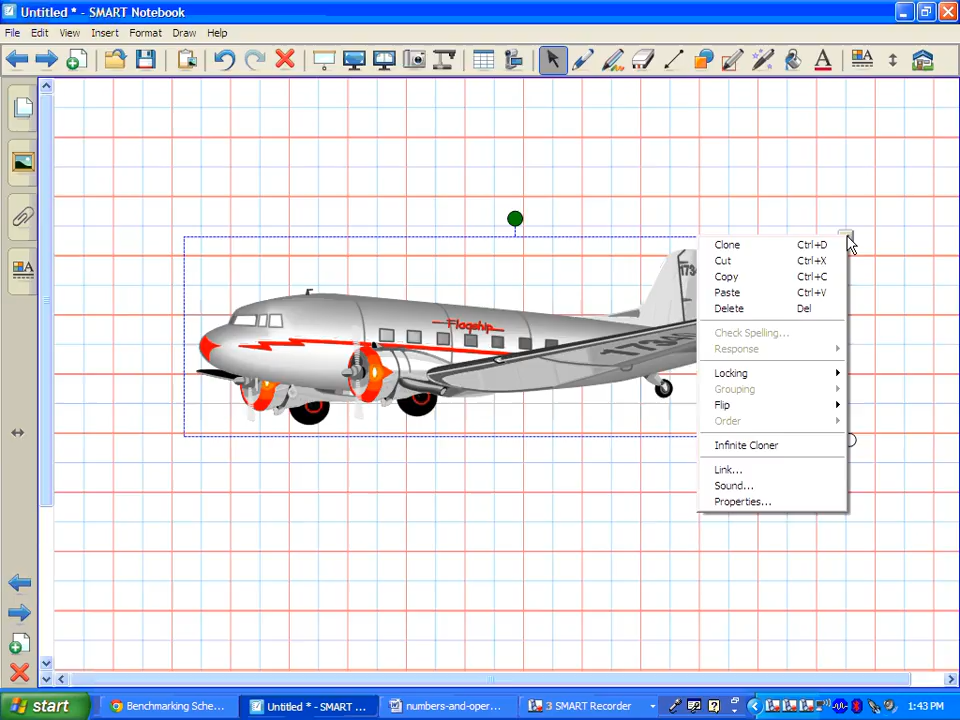 Untitled * - SMART Notebook
File Edit View Insert Format Draw Help
Flagship
1734
Clone Ctrl+D
Cut Ctrl+X
Copy Ctrl+C
Paste Ctrl+V
Delete Del
Check Spelling...
Response
Locking
Grouping
Flip
Order
Infinite Cloner
Link...
Sound...
Properties...
start
Benchmarking Sche...
Untitled * - SMART ...
numbers-and-oper...
3 SMART Recorder
1:43 PM